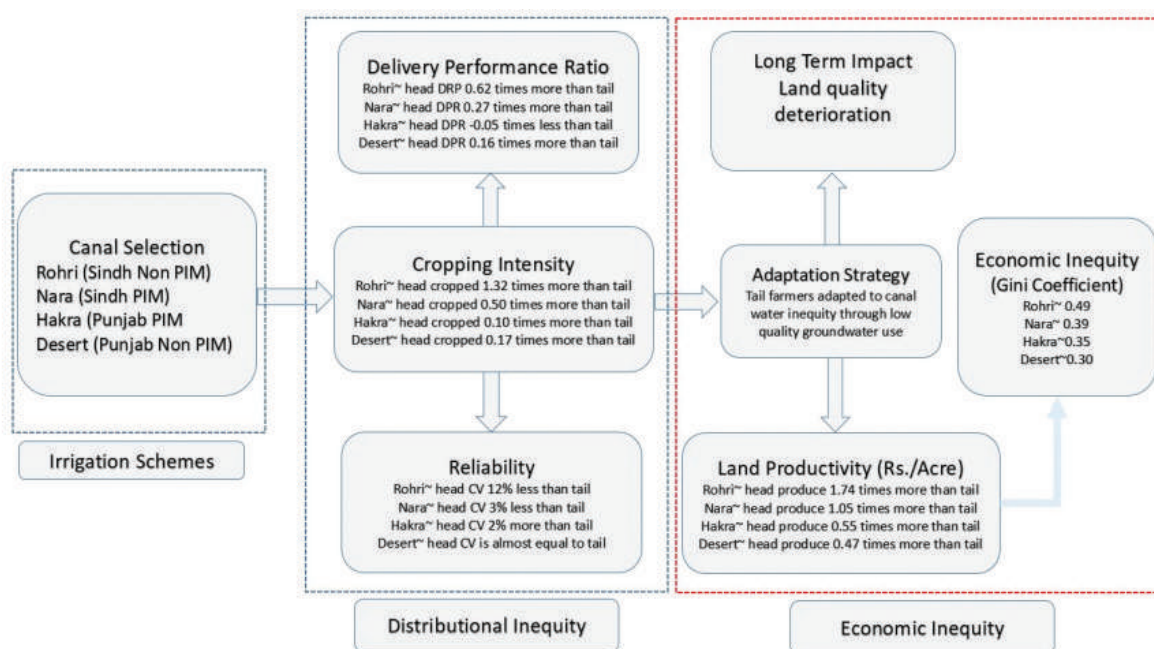 Canal Selection
Rohri (Sindh Non PIM)
Nara (Sindh PIM)
Hakra (Punjab PIM
Desert (Punjab Non PIM)
Irrigation Schemes
Delivery Performance Ratio
Rohri~ head DRP 0.62 times more than tail
Nara~ head DPR 0.27 times more than tail
Hakra~ head DPR -0.05 times less than tail
Desert~ head DPR 0.16 times more than tail
Cropping Intensity
Rohri~ head cropped 1.32 times more than tail
Nara~ head cropped 0.50 times more than tail
Hakra~ head cropped 0.10 times more than tail
Desert~ head cropped 0.17 times more than tail
Reliability
Rohri~ head CV 12% less than tail
Nara~ head CV 3% less than tail
Hakra~ head CV 2% more than tail
Desert~ head CV is almost equal to tail
Distributional Inequity
Long Term Impact
Land quality
deterioration
Adaptation Strategy
Tail farmers adapted to canal
water inequity through low
quality groundwater use
Land Productivity (Rs./Acre)
Rohri~ head produce 1.74 times more than tail
Nara~ head produce 1.05 times more than tail
Hakra~ head produce 0.55 times more than tail
Desert~ head produce 0.47 times more than tail
Economic Inequity
(Gini Coefficient)
Rohri~ 0.49
Nara~ 0.39
Hakra~0.35
Desert~0.30
Economic Inequity